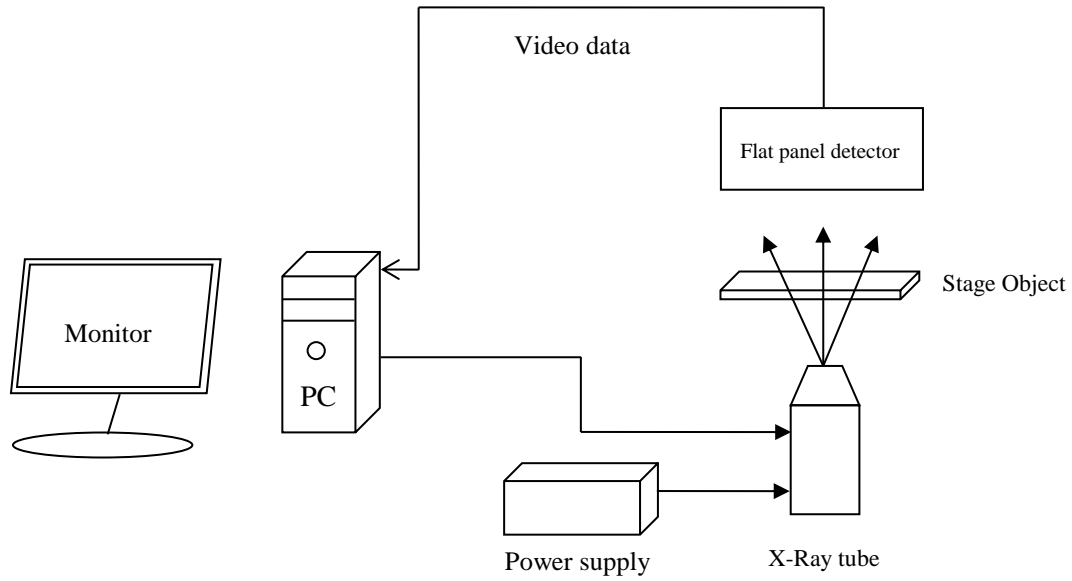 Video data
Flat panel detector
Stage Object
Monitor
PC
Power supply
X-Ray tube